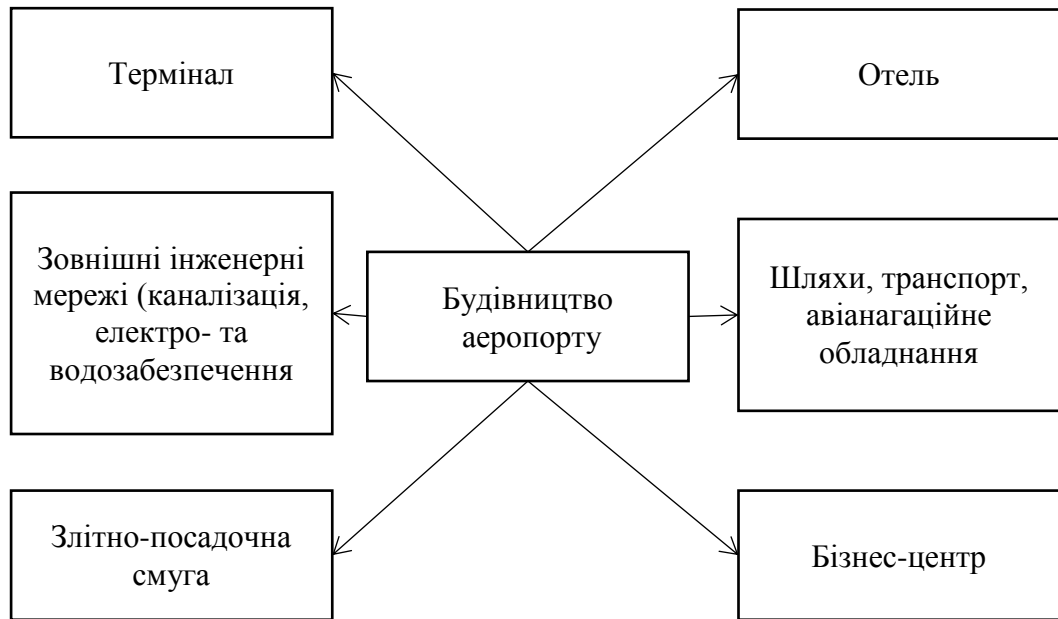 Термінал
Отель
Зовнішні інженерні
мережі (каналізація,
електро- та
водозабезпечення
Будівництво
аеропорту
Шляхи, транспорт,
авіанагаційне
обладнання
Злітно-посадочна
смуга
Бізнес-центр